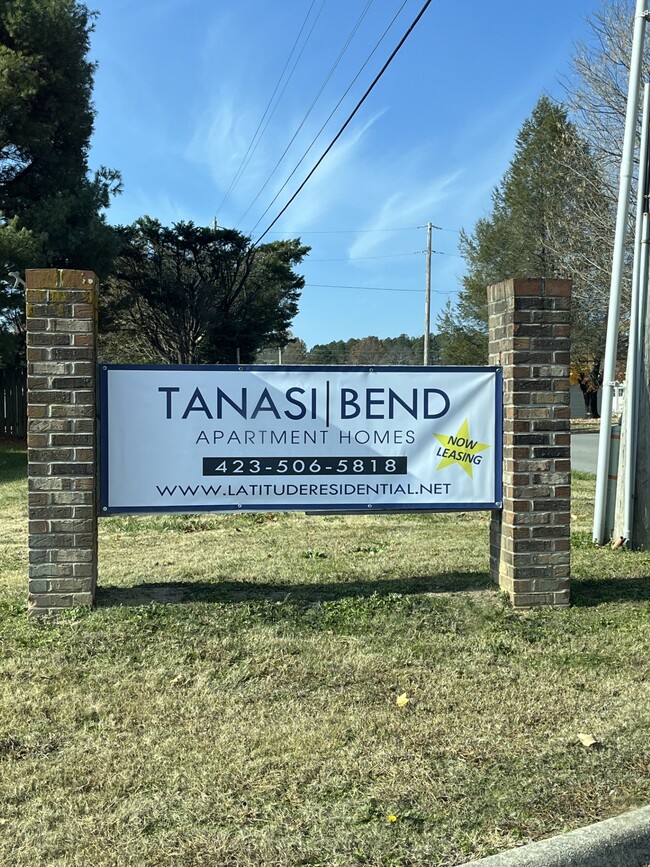 TANASI|BEND
APARTMENT HOMES
423-506-5818
WWW.LATITUDERESIDENTIAL.NET
NOW
LEASING